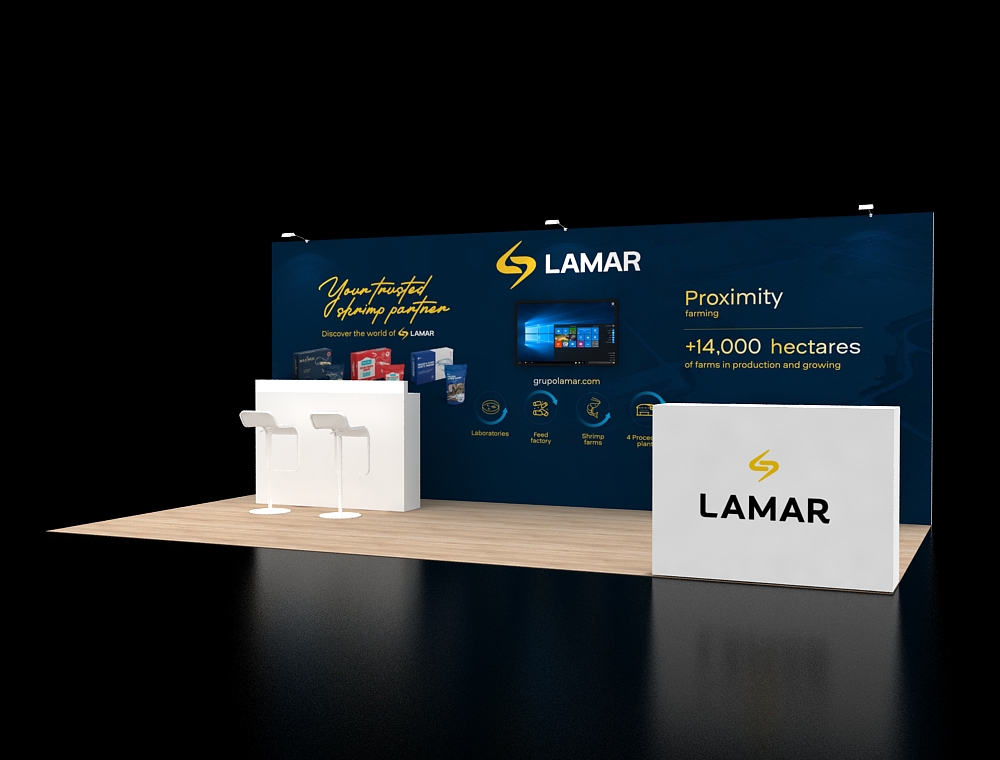 LAMAR
Your trusted
shrimp partner
Discover the world of LAMAR
grupolamar.com
Laboratories
Feed
factory
Shrimp
farms
4 Proce
plant
Proximity
farming
+14,000 hectares
of farms in production and growing
LAMAR